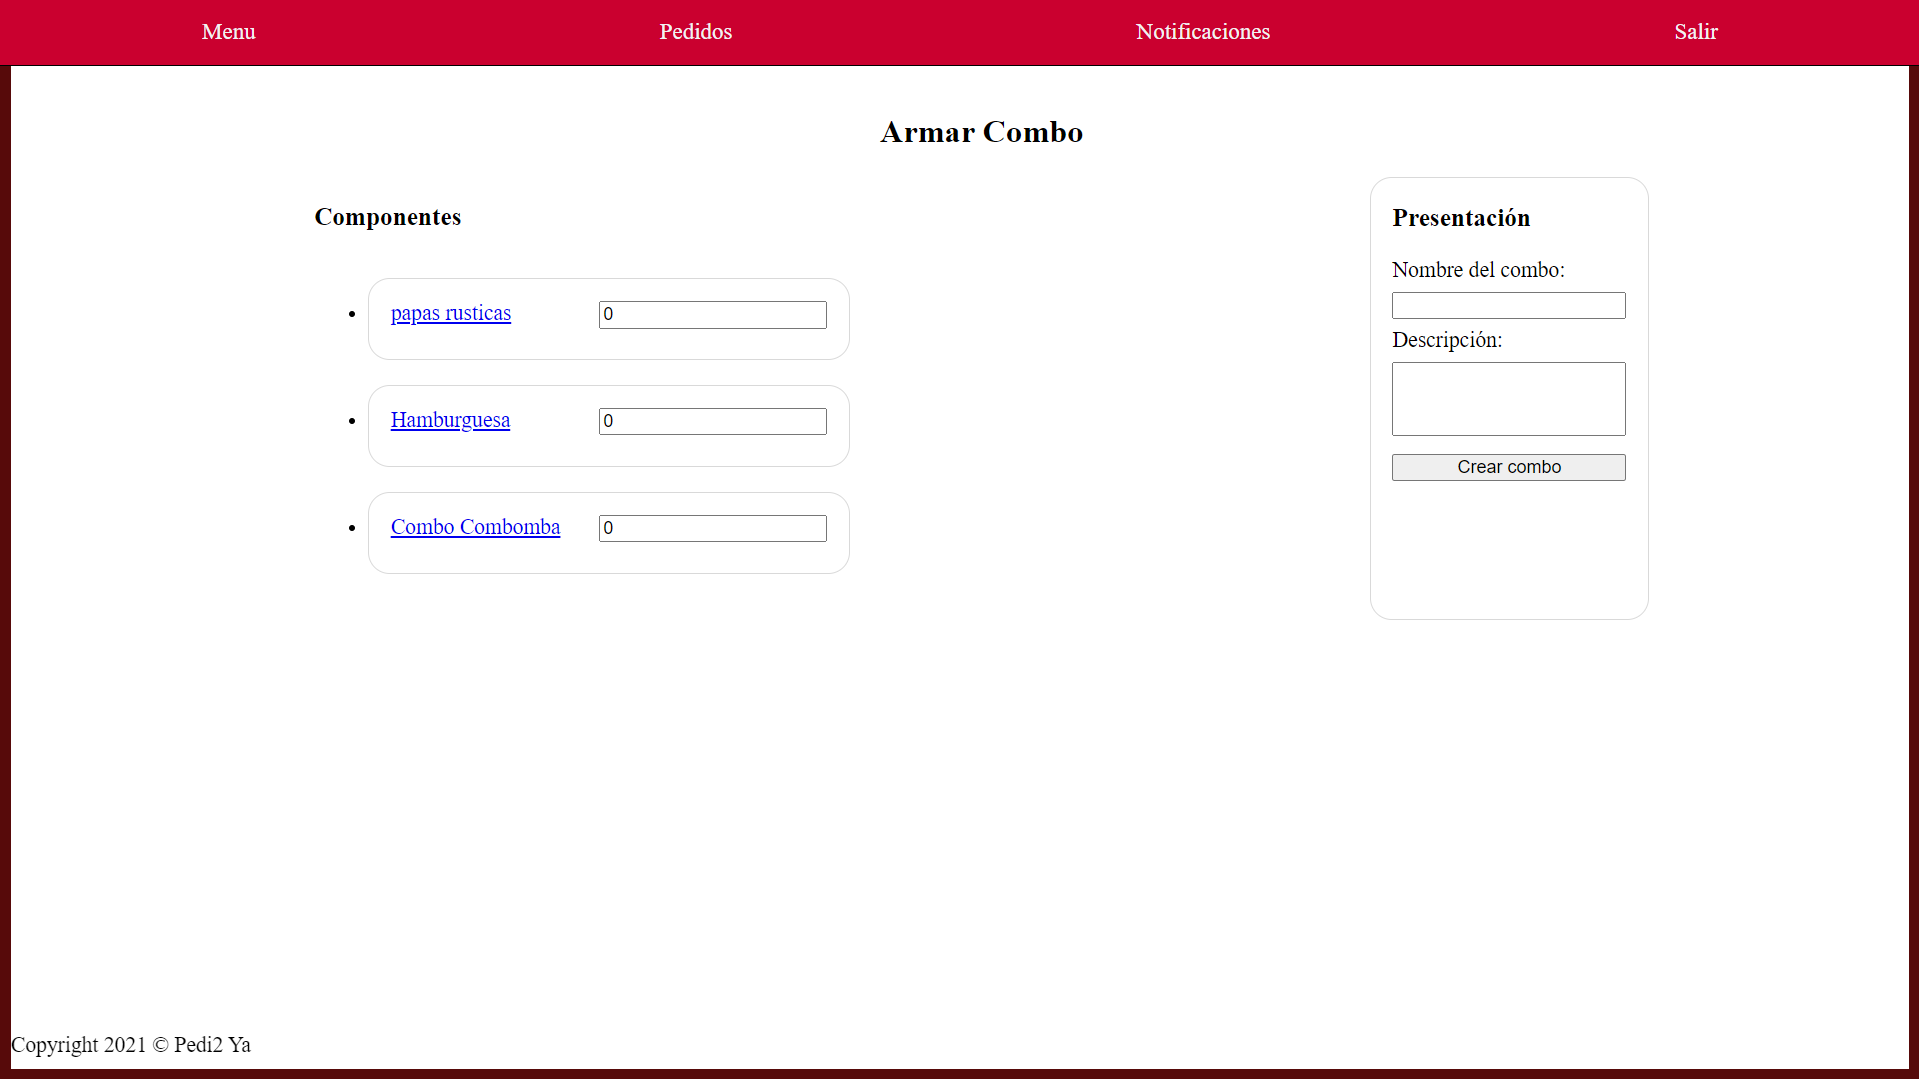 Menu Pedidos Notificaciones Salir
Armar Combo
Componentes
papas rusticas 0
Hamburguesa 0
Combo Combomba 0
Presentación
Nombre del combo:
Descripción:
Crear combo
Copyright 2021 © Pedi2 Ya